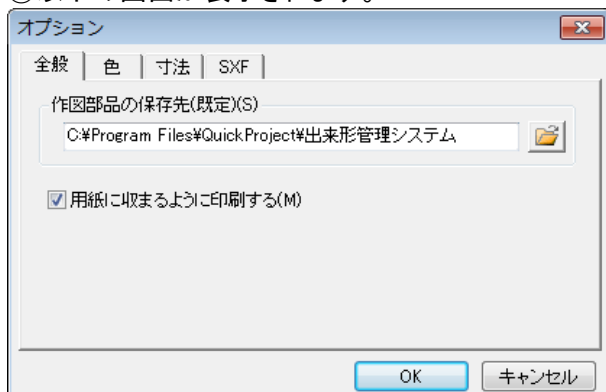 オプション
全般 色 寸法 SXF
作図部品の保存先(既定)(S)
C:¥Program Files¥QuickProject¥出来形管理システム
用紙に収まるように印刷する(M)
OK キャンセル